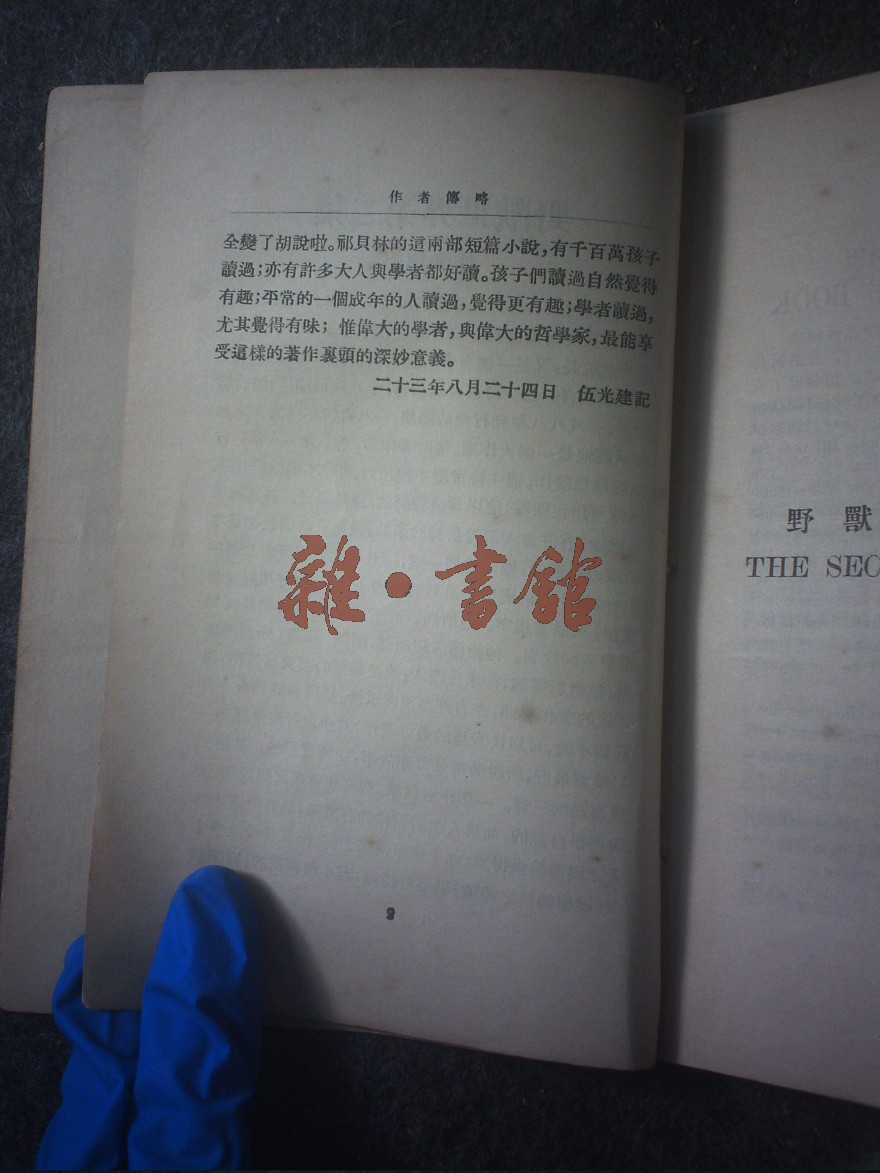 作者傳略
全變了胡說啦。祁貝林的這兩部短篇小說,有千百萬孩子
讀過;亦有許多大人與學者都好讀。孩子們讀過自然覺得
有趣;平常的一個成年的人讀過,覺得更有趣;學者讀過,
尤其覺得有味;惟偉大的學者,與偉大的哲學家,最能享
受這樣的著作裏頭的深妙意義。
二十三年八月二十四日 伍光建記
雜·書館
2
野獸
THE SEC